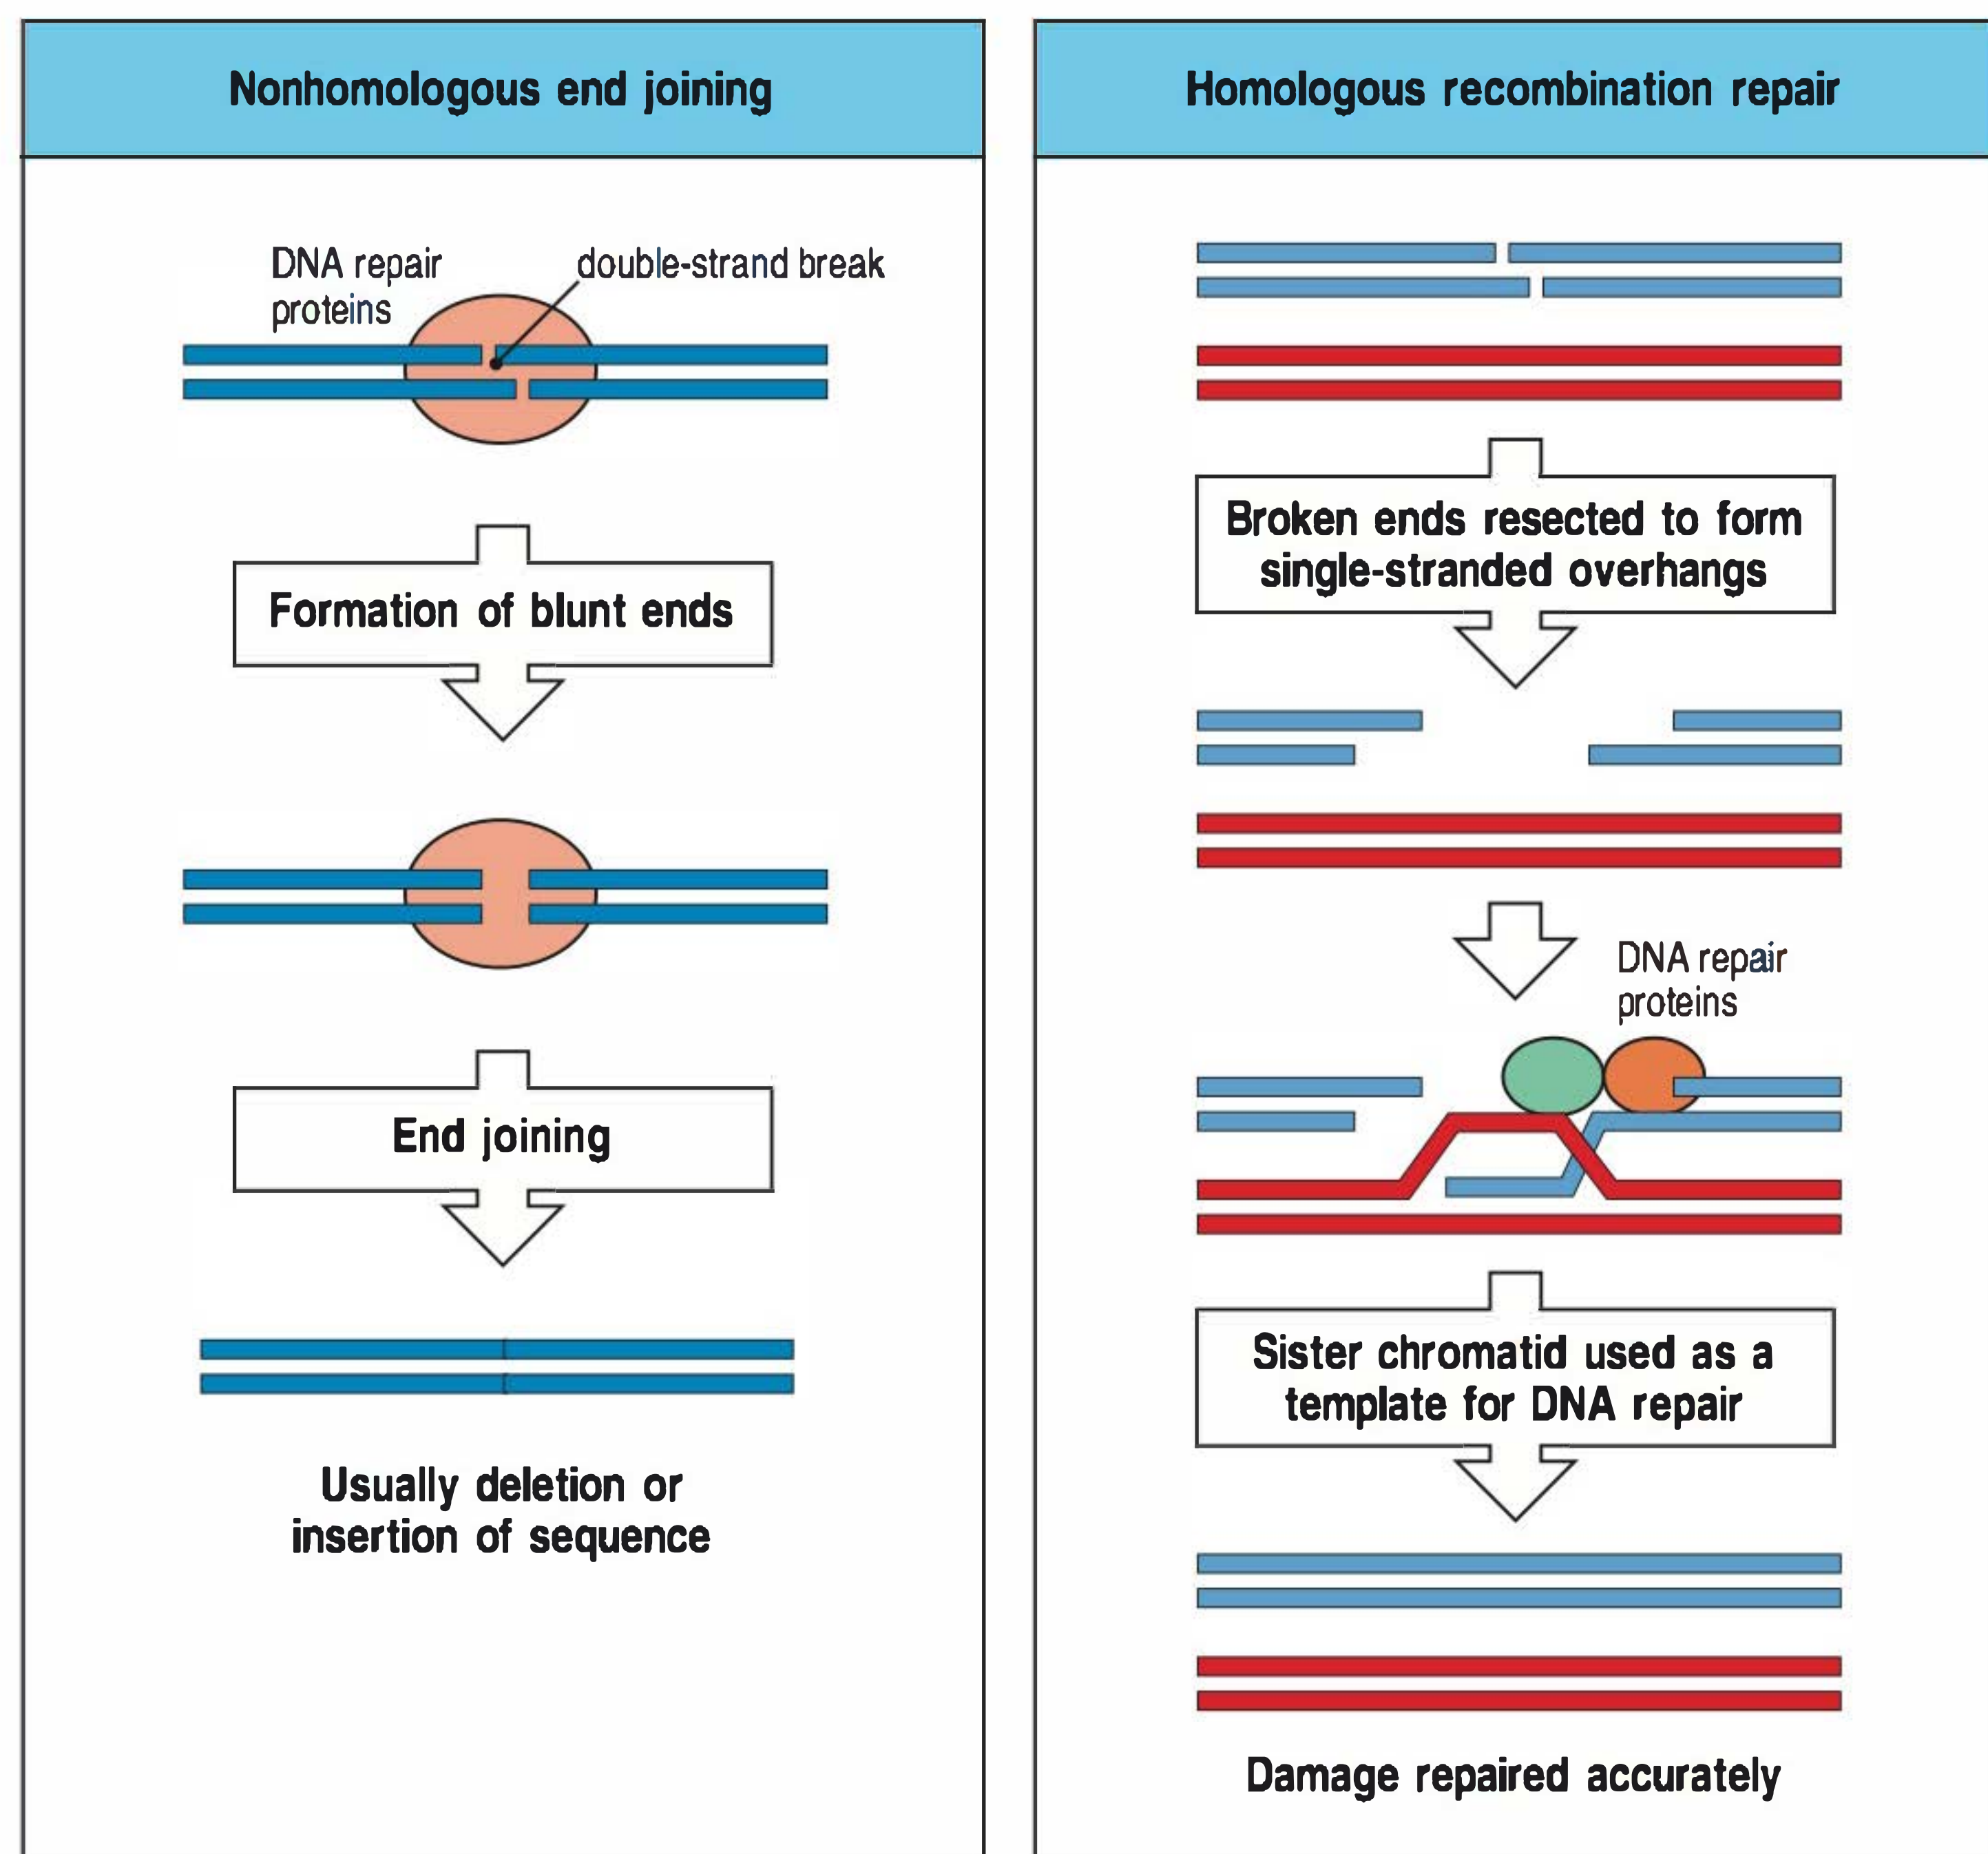 Nonhomologous end joining
DNA repair
proteins
double-strand break
Formation of blunt ends
End joining
Usually deletion or
insertion of sequence
Homologous recombination repair
Broken ends resected to form
single-stranded overhangs
DNA repair
proteins
Sister chromatid used as a
template for DNA repair
Damage repaired accurately